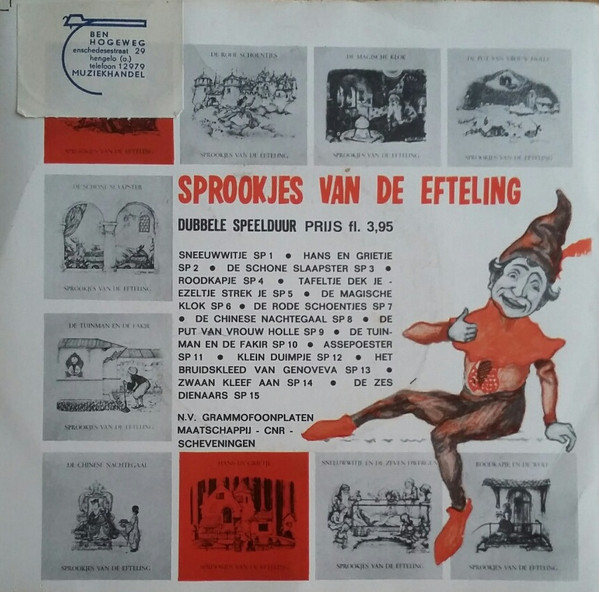 BEN
HOGEWEG
enschedesestraat 29
hengelo (o.)
telefoon 12979
MUZIEKHANDEL
DE RODE SCHOENTJES
SPROOKJES VAN DE EFTELING
DE MAGISCHE KLOK
SPROOKJES VAN DE EFTELING
DE PUT VAN VROUW HOLLE
SPROOKJES VAN DE EFTELING
SPROOKJES VAN DE EFTELING
DE SCHONE SLAAPSTER
SPROOKJES VAN DE EFTELING
SPROOKJES VAN DE EFTELING
DUBBELE SPEELDUUR PRIJS fl. 3,95
SNEEUWWITJE SP 1 ● HANS EN GRIETJE
SP 2 ● DE SCHONE SLAAPSTER SP 3 ●
ROODKAPJE SP 4 ● TAFELTJE DEK JE -
EZELTJE STREK JE SP 5 ● DE MAGISCHE
KLOK SP 6 ● DE RODE SCHOENTJES SP 7
● DE CHINESE NACHTEGAAL SP 8 ● DE
PUT VAN VROUW HOLLE SP 9 ● DE TUIN-
MAN EN DE FAKIR SP 10 ● ASSEPOESTER
SP 11 ● KLEIN DUIMPJE SP 12 ● HET
BRUIDSKLEED VAN GENOVEVA SP 13 ●
ZWAAN KLEEF AAN SP 14 ● DE ZES
DIENAARS SP 15
N.V. GRAMMOFOONPLATEN
MAATSCHAPPIJ - CNR -
SCHEVENINGEN
DE TUINMAN EN DE FAKIR
SPROOKJES VAN DE EFTELING
DE CHINESE NACHTEGAAL
SPROOKJES VAN DE EFTELING
HANS EN GRIETJE
SPROOKJES VAN DE EFTELING
SNEEUWWITJE EN DE ZEVEN DWERGEN
SPROOKJES VAN DE EFTELING
ROODKAPJE EN DE WOLF
SPROOKJES VAN DE EFTELING